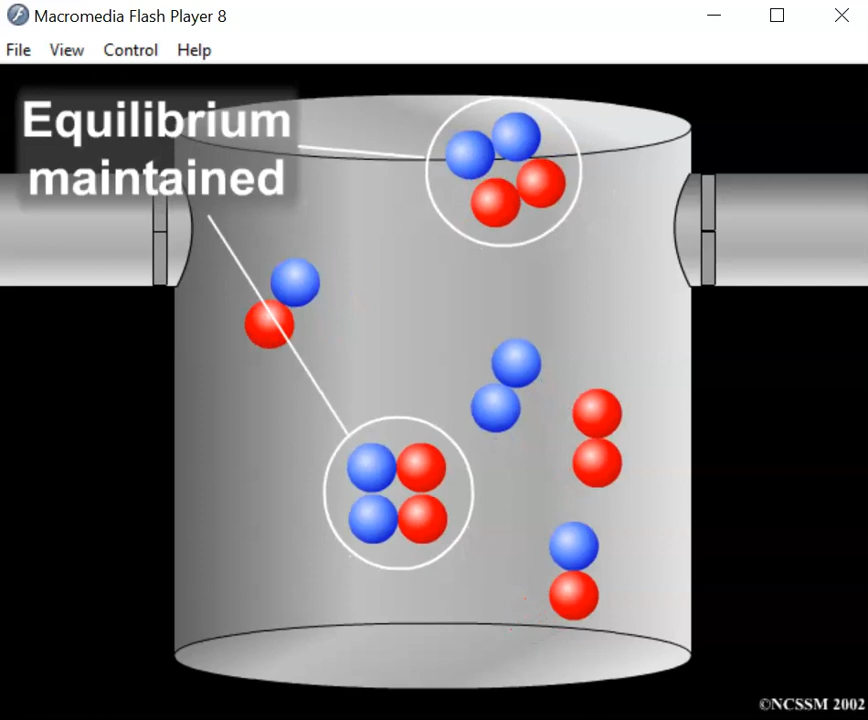 Macromedia Flash Player 8
File View Control Help
Equilibrium
maintained
©NCSSM 2002